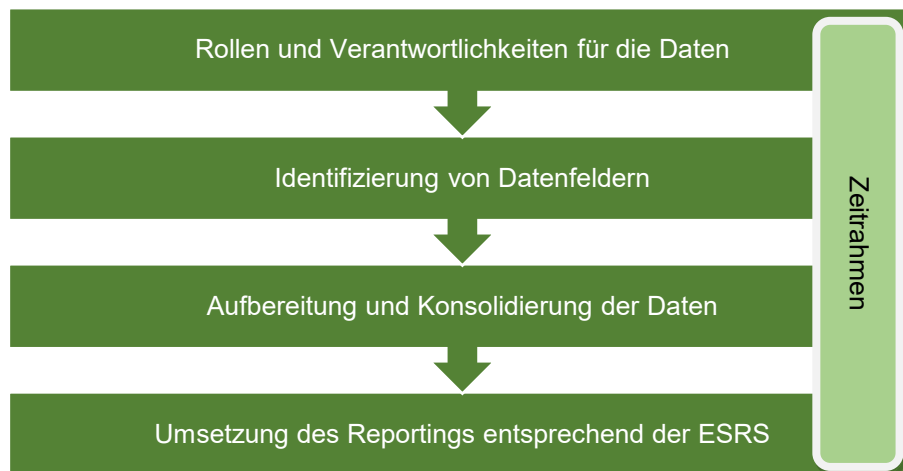 Rollen und Verantwortlichkeiten für die Daten
Identifizierung von Datenfeldern
Aufbereitung und Konsolidierung der Daten
Umsetzung des Reportings entsprechend der ESRS
Zeitrahmen